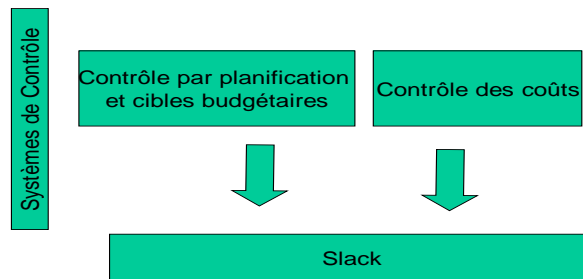 Systèmes de Contrôle
Contrôle par planification
et cibles budgétaires
Contrôle des coûts
Slack